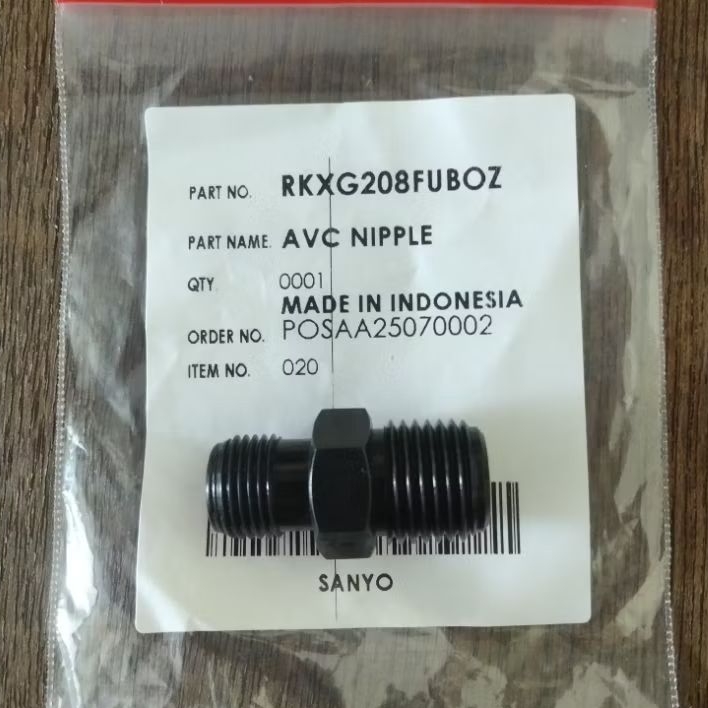 PART NO. RKXG208FUBOZ
PART NAME. AVC NIPPLE
QTY 0001
MADE IN INDONESIA
ORDER NO. POSAA25070002
ITEM NO. 020
SANYO